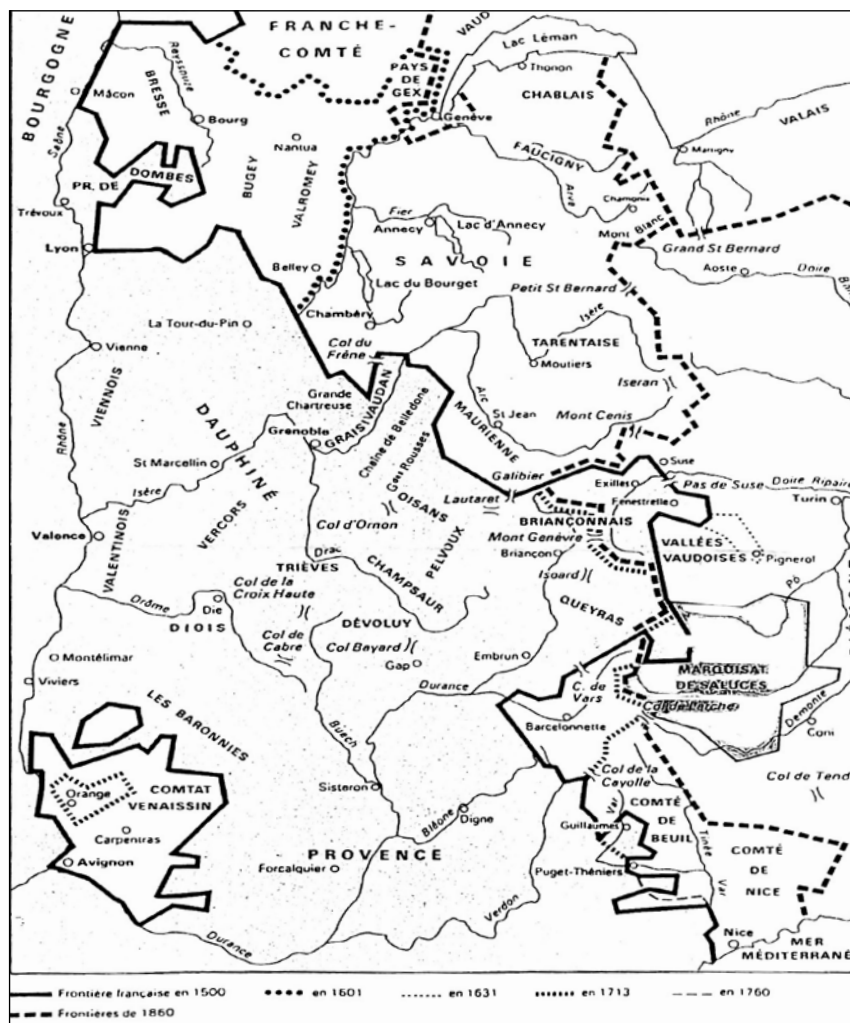 FRANCHE-
COMTÉ
VAUD
Lac Léman
PAYS
DE
GEX
Thonon
CHABLAIS
BOURGOGNE
Reyssouze
BRESSE
Mâcon
Bourg
Genève
Rhône
VALAIS
Martigny
Saône
Nantua
FAUCIGNY
Arve
Chamonix
PR. DE
DOMBES
BUGEY
VALROMEY
Trévoux
Fier
Annecy
Lac d'Annecy
Mont Blanc
Grand St Bernard
Lyon
SAVOIE
Aoste
Doire
Belley
Lac du Bourget
Petit St Bernard
La Tour-du-Pin
Chambéry
Isère
Vienne
Col du
Frêne
TARENTAISE
Moutiers
VIENNOIS
Grande
Chartreuse
Arc
Iseran
DAUPHINÉ
GRAISIVAUDAN
Chaîne de Belledone
Gdes Rousses
MAURIENNE
St Jean
Mont Cenis
Rhône
Grenoble
St Marcellin
Galibier
Suse
Isère
OISANS
Lautaret
Exilles
Pas de Suse
Doire Ripaire
Fenestrelle
Turin
Valence
VALENTINOIS
VERCORS
Col d'Ornon
BRIANÇONNAIS
PELVOUX
Mont Genèvre
VALLÉES
VAUDOISES
Briançon
Pignerol
Drac
TRIÈVES
CHAMPSAUR
Isoard
Pô
Col de la
Croix Haute
QUEYRAS
Drôme
Die
DIOIS
DÉVOLUY
Col de
Cabre
Col Bayard
Gap
Embrun
MARQUISAT
DE SALUCES
Montélimar
Viviers
Durance
C. de
Vars
Col de Larche
Demonte
Coni
LES BARONNIES
Barcelonnette
Buëch
Col de la
Cayolle
Col de Tend
Orange
COMTAT
VENAISSIN
Sisteron
Var
COMTÉ
DE
BEUIL
Bléone
Digne
Guillaumes
Tinée
Carpentras
PROVENCE
COMTÉ
DE
NICE
Avignon
Forcalquier
Puget-Théniers
Verdon
Var
Durance
Nice
MER
MÉDITERRANÉ
Frontière française en 1500 en 1601 en 1631 en 1713 en 1760
Frontières de 1860